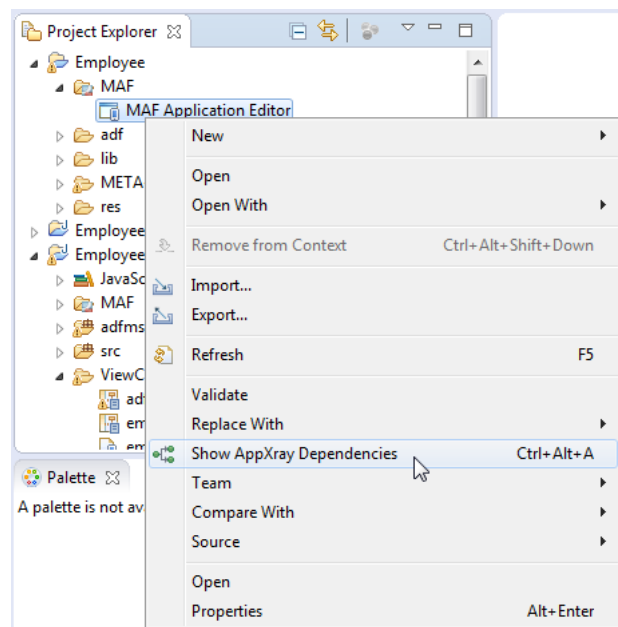 Project Explorer
Employee
MAF
MAF Application Editor
adf
lib
META
res
Employee
Employee
JavaSc
MAF
adfms
src
ViewC
ad
em
em
Palette
A palette is not av
New
Open
Open With
Remove from Context Ctrl+Alt+Shift+Down
Import...
Export...
Refresh F5
Validate
Replace With
Show AppXray Dependencies Ctrl+Alt+A
Team
Compare With
Source
Open
Properties Alt+Enter